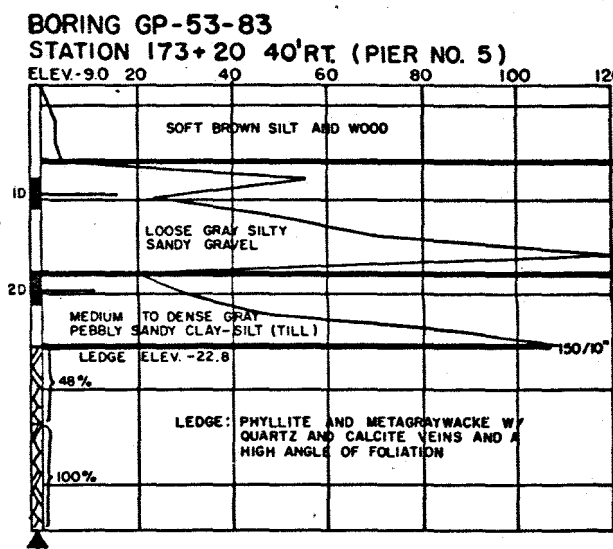 BORING GP-53-83
STATION 173+20 40'RT. (PIER NO. 5)
ELEV.-9.0 20 40 60 80 100 120
SOFT BROWN SILT AND WOOD
1D
LOOSE GRAY SILTY
SANDY GRAVEL
2D
MEDIUM TO DENSE GRAY
PEBBLY SANDY CLAY-SILT (TILL)
150/10"
LEDGE ELEV. -22.8
48%
LEDGE: PHYLLITE AND METAGRAYWACKE W/
QUARTZ AND CALCITE VEINS AND A
HIGH ANGLE OF FOLIATION
100%